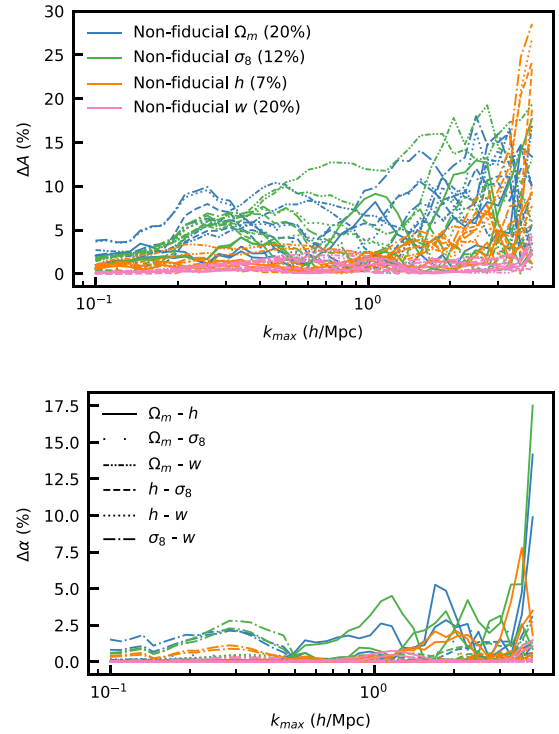 30
25
20
15
10
5
0
ΔA (%)
Non-fiducial Ωₘ (20%)
Non-fiducial σ₈ (12%)
Non-fiducial h (7%)
Non-fiducial w (20%)
10⁻¹
10⁰
kₘₐₓ (h/Mpc)
17.5
15.0
12.5
10.0
7.5
5.0
2.5
0.0
Δα (%)
Ωₘ - h
Ωₘ - σ₈
Ωₘ - w
h - σ₈
h - w
σ₈ - w
10⁻¹
10⁰
kₘₐₓ (h/Mpc)